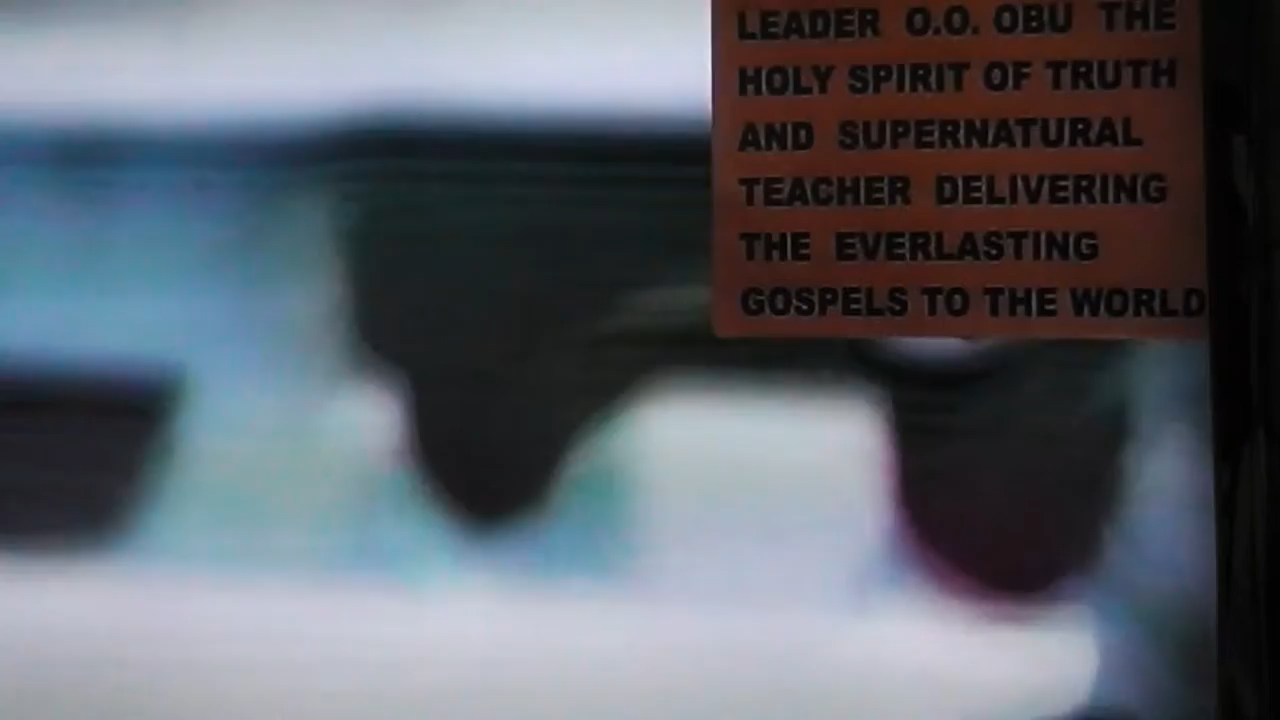 LEADER O.O. OBU THE
HOLY SPIRIT OF TRUTH
AND SUPERNATURAL
TEACHER DELIVERING
THE EVERLASTING
GOSPELS TO THE WORLD